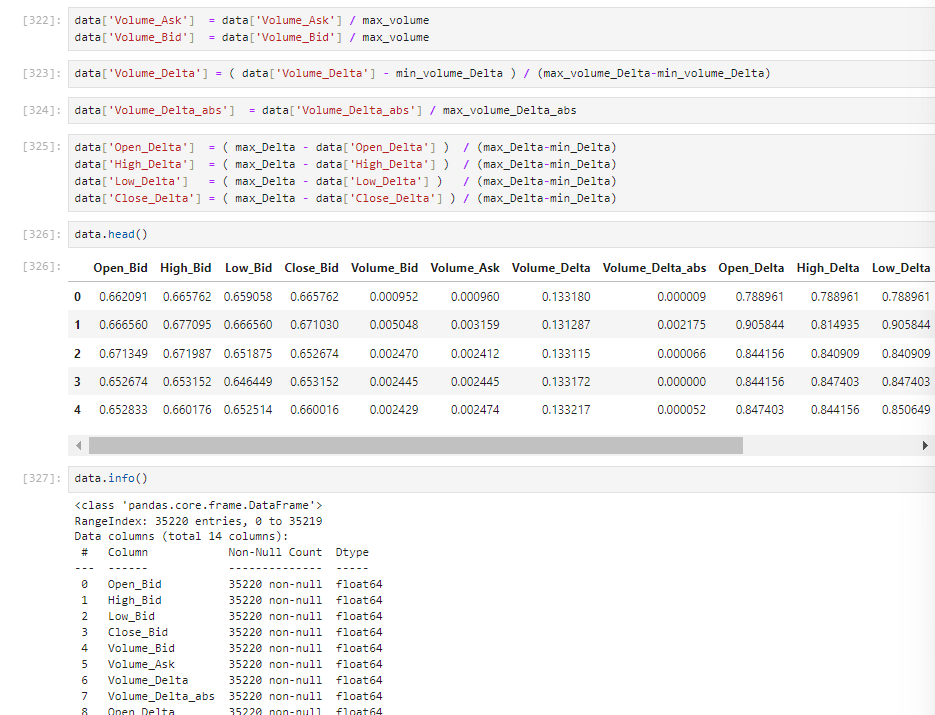 [322]: data['Volume_Ask']  = data['Volume_Ask'] / max_volume
data['Volume_Bid']  = data['Volume_Bid'] / max_volume
[323]: data['Volume_Delta'] = ( data['Volume_Delta'] - min_volume_Delta ) / (max_volume_Delta-min_volume_Delta)
[324]: data['Volume_Delta_abs']  = data['Volume_Delta_abs'] / max_volume_Delta_abs
[325]: data['Open_Delta']  = ( max_Delta - data['Open_Delta'] )  / (max_Delta-min_Delta)
data['High_Delta']  = ( max_Delta - data['High_Delta'] )  / (max_Delta-min_Delta)
data['Low_Delta']   = ( max_Delta - data['Low_Delta'] )   / (max_Delta-min_Delta)
data['Close_Delta'] = ( max_Delta - data['Close_Delta'] ) / (max_Delta-min_Delta)
[326]: data.head()
[326]:
Open_Bid High_Bid Low_Bid Close_Bid Volume_Bid Volume_Ask Volume_Delta Volume_Delta_abs Open_Delta High_Delta Low_Delta
0 0.662091 0.665762 0.659058 0.665762 0.000952 0.000960 0.133180 0.000009 0.788961 0.788961 0.788961
1 0.666560 0.677095 0.666560 0.671030 0.005048 0.003159 0.131287 0.002175 0.905844 0.814935 0.905844
2 0.671349 0.671987 0.651875 0.652674 0.002470 0.002412 0.133115 0.000066 0.844156 0.840909 0.840909
3 0.652674 0.653152 0.646449 0.653152 0.002445 0.002445 0.133172 0.000000 0.844156 0.847403 0.847403
4 0.652833 0.660176 0.652514 0.660016 0.002429 0.002474 0.133217 0.000052 0.847403 0.844156 0.850649
[327]: data.info()
<class 'pandas.core.frame.DataFrame'>
RangeIndex: 35220 entries, 0 to 35219
Data columns (total 14 columns):
#   Column            Non-Null Count  Dtype
---  ------            --------------  -----
0   Open_Bid          35220 non-null  float64
1   High_Bid          35220 non-null  float64
2   Low_Bid           35220 non-null  float64
3   Close_Bid         35220 non-null  float64
4   Volume_Bid        35220 non-null  float64
5   Volume_Ask        35220 non-null  float64
6   Volume_Delta      35220 non-null  float64
7   Volume_Delta_abs  35220 non-null  float64
8   Open_Delta        35220 non-null  float64